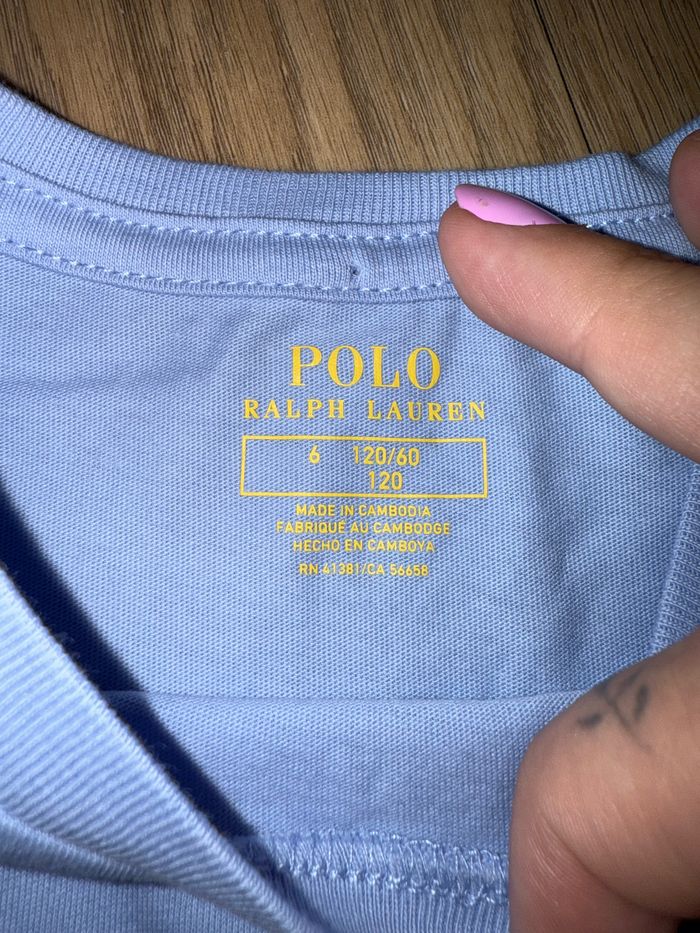 POLO
RALPH LAUREN
6 120/60
120
MADE IN CAMBODIA
FABRIQUÉ AU CAMBODGE
HECHO EN CAMBOYA
RN 41381/CA 56658